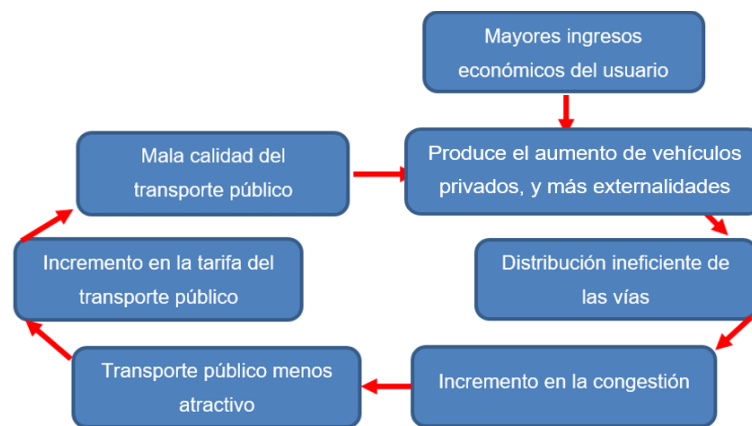 Mayores ingresos
económicos del usuario
Mala calidad del
transporte público
Produce el aumento de vehículos
privados, y más externalidades
Incremento en la tarifa del
transporte público
Distribución ineficiente de
las vías
Transporte público menos
atractivo
Incremento en la congestión